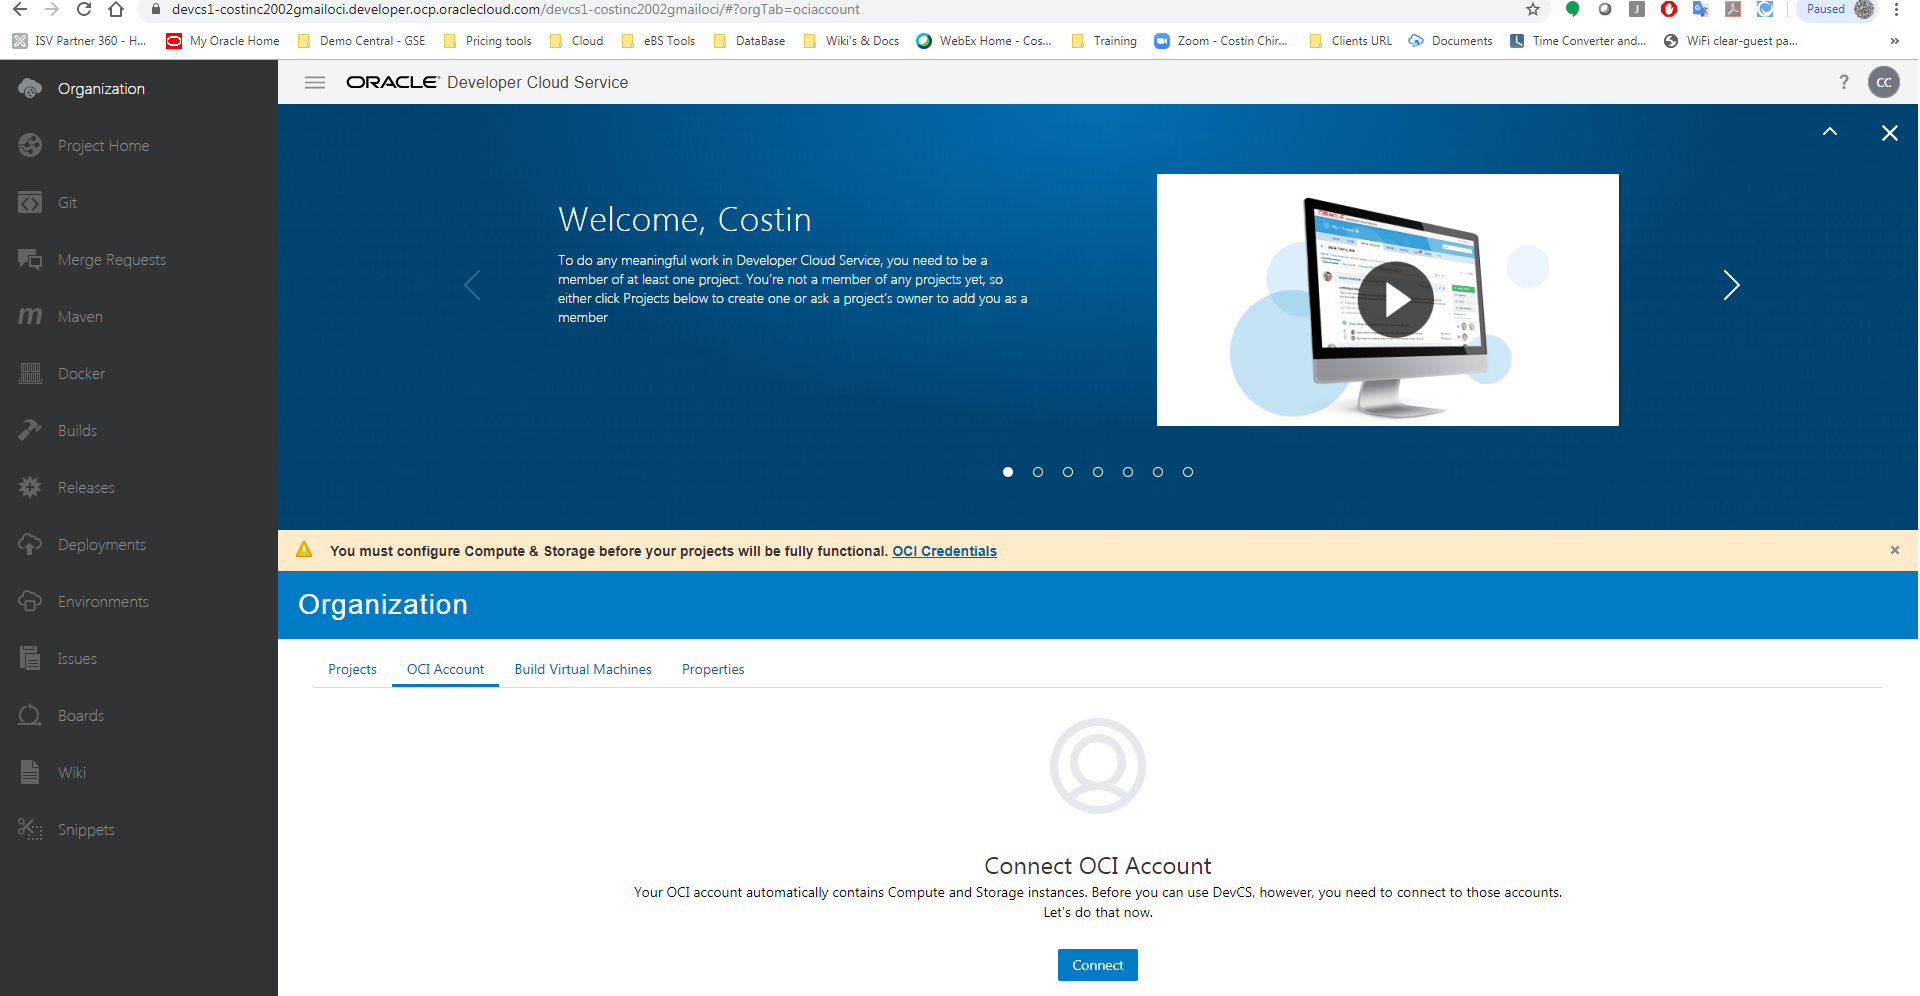 devcs1-costinc2002gmailoci.developer.ocp.oraclecloud.com/devcs1-costinc2002gmailoci/#?orgTab=ociaccount
Paused
ISV Partner 360 - H...
My Oracle Home
Demo Central - GSE
Pricing tools
Cloud
eBS Tools
DataBase
Wiki's & Docs
WebEx Home - Cos...
Training
Zoom - Costin Chir...
Clients URL
Documents
Time Converter and...
WiFi clear-guest pa...
»
Organization
Project Home
Git
Merge Requests
Maven
Docker
Builds
Releases
Deployments
Environments
Issues
Boards
Wiki
Snippets
ORACLE® Developer Cloud Service
?
CC
Welcome, Costin
To do any meaningful work in Developer Cloud Service, you need to be a
member of at least one project. You're not a member of any projects yet, so
either click Projects below to create one or ask a project's owner to add you as a
member
You must configure Compute & Storage before your projects will be fully functional. OCI Credentials
Organization
Projects
OCI Account
Build Virtual Machines
Properties
Connect OCI Account
Your OCI account automatically contains Compute and Storage instances. Before you can use DevCS, however, you need to connect to those accounts.
Let's do that now.
Connect